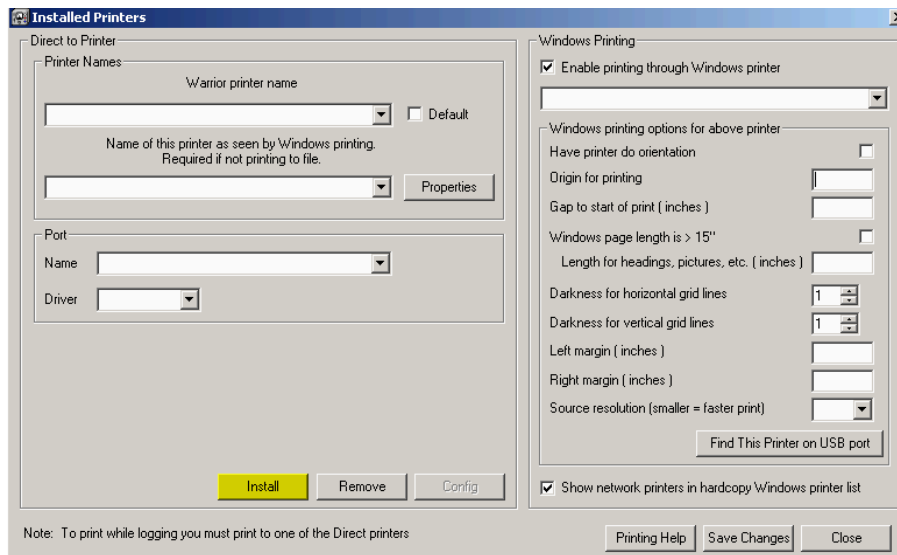 Installed Printers
Direct to Printer
Printer Names
Warrior printer name
Default
Name of this printer as seen by Windows printing.
Required if not printing to file.
Properties
Port
Name
Driver
Install
Remove
Config
Note: To print while logging you must print to one of the Direct printers
Windows Printing
Enable printing through Windows printer
Windows printing options for above printer
Have printer do orientation
Origin for printing
Gap to start of print ( inches )
Windows page length is > 15"
Length for headings, pictures, etc. ( inches )
Darkness for horizontal grid lines
1
Darkness for vertical grid lines
1
Left margin ( inches )
Right margin ( inches )
Source resolution (smaller = faster print)
Find This Printer on USB port
Show network printers in hardcopy Windows printer list
Printing Help
Save Changes
Close